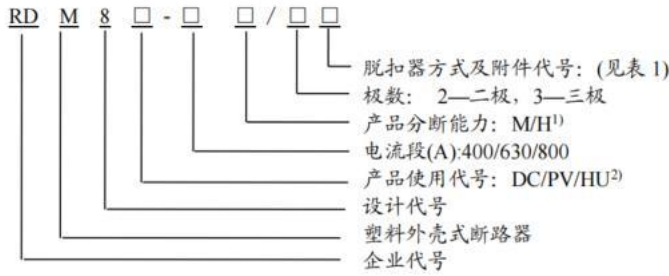 RD M 8 □ - □ □ / □ □
脱扣器方式及附件代号：(见表 1)
极数： 2—二极，3—三极
产品分断能力：M/H1)
电流段(A):400/630/800
产品使用代号：DC/PV/HU2)
设计代号
塑料外壳式断路器
企业代号